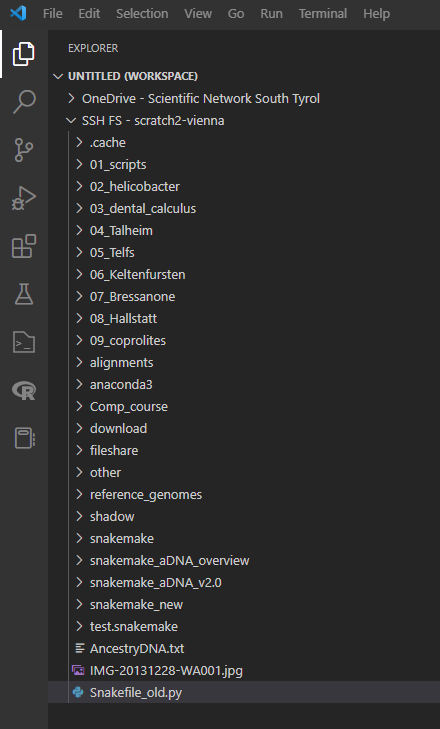 File Edit Selection View Go Run Terminal Help
EXPLORER
UNTITLED (WORKSPACE)
OneDrive - Scientific Network South Tyrol
SSH FS - scratch2-vienna
.cache
01_scripts
02_helicobacter
03_dental_calculus
04_Talheim
05_Telfs
06_Keltenfursten
07_Bressanone
08_Hallstatt
09_coprolites
alignments
anaconda3
Comp_course
download
fileshare
other
reference_genomes
shadow
snakemake
snakemake_aDNA_overview
snakemake_aDNA_v2.0
snakemake_new
test.snakemake
AncestryDNA.txt
IMG-20131228-WA001.jpg
Snakefile_old.py